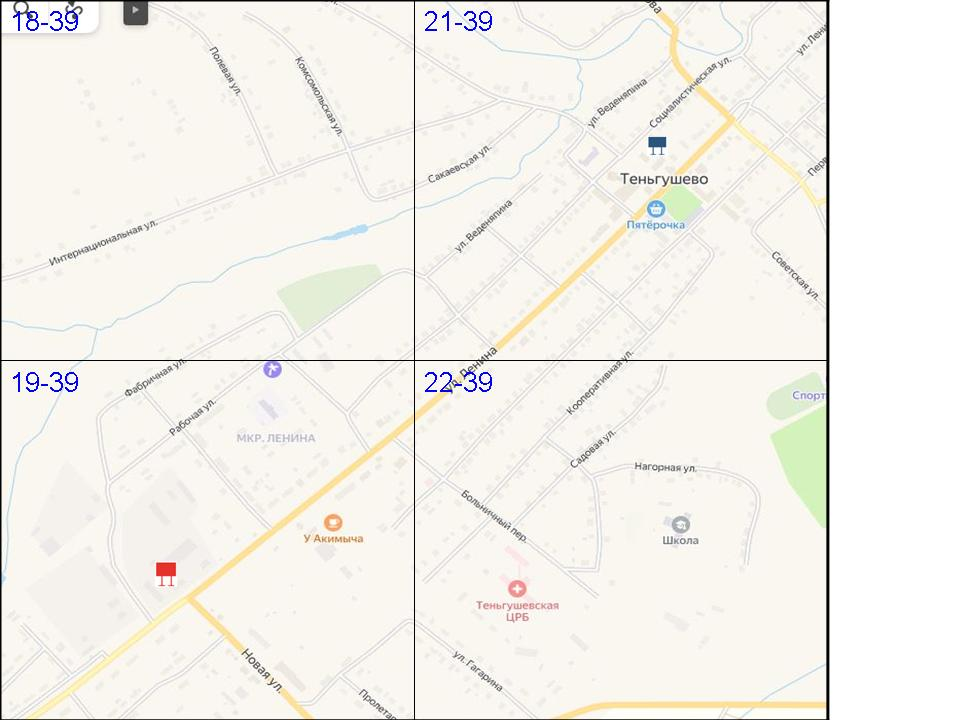 18-39
21-39
Полевая ул.
Комсомольская ул.
Сакаевская ул.
Интернациональная ул.
ул. Веденяпина
Социалистическая ул.
Теньгушево
Пятёрочка
ул. Веденяпина
Советская ул.
ул. Ленина
19-39
22-39
Фабричная ул.
Рабочая ул.
МКР. ЛЕНИНА
У Акимыча
Новая ул.
Кооперативная ул.
Садовая ул.
Нагорная ул.
Больничный пер.
Школа
Теньгушевская
ЦРБ
ул. Гагарина
Спорт